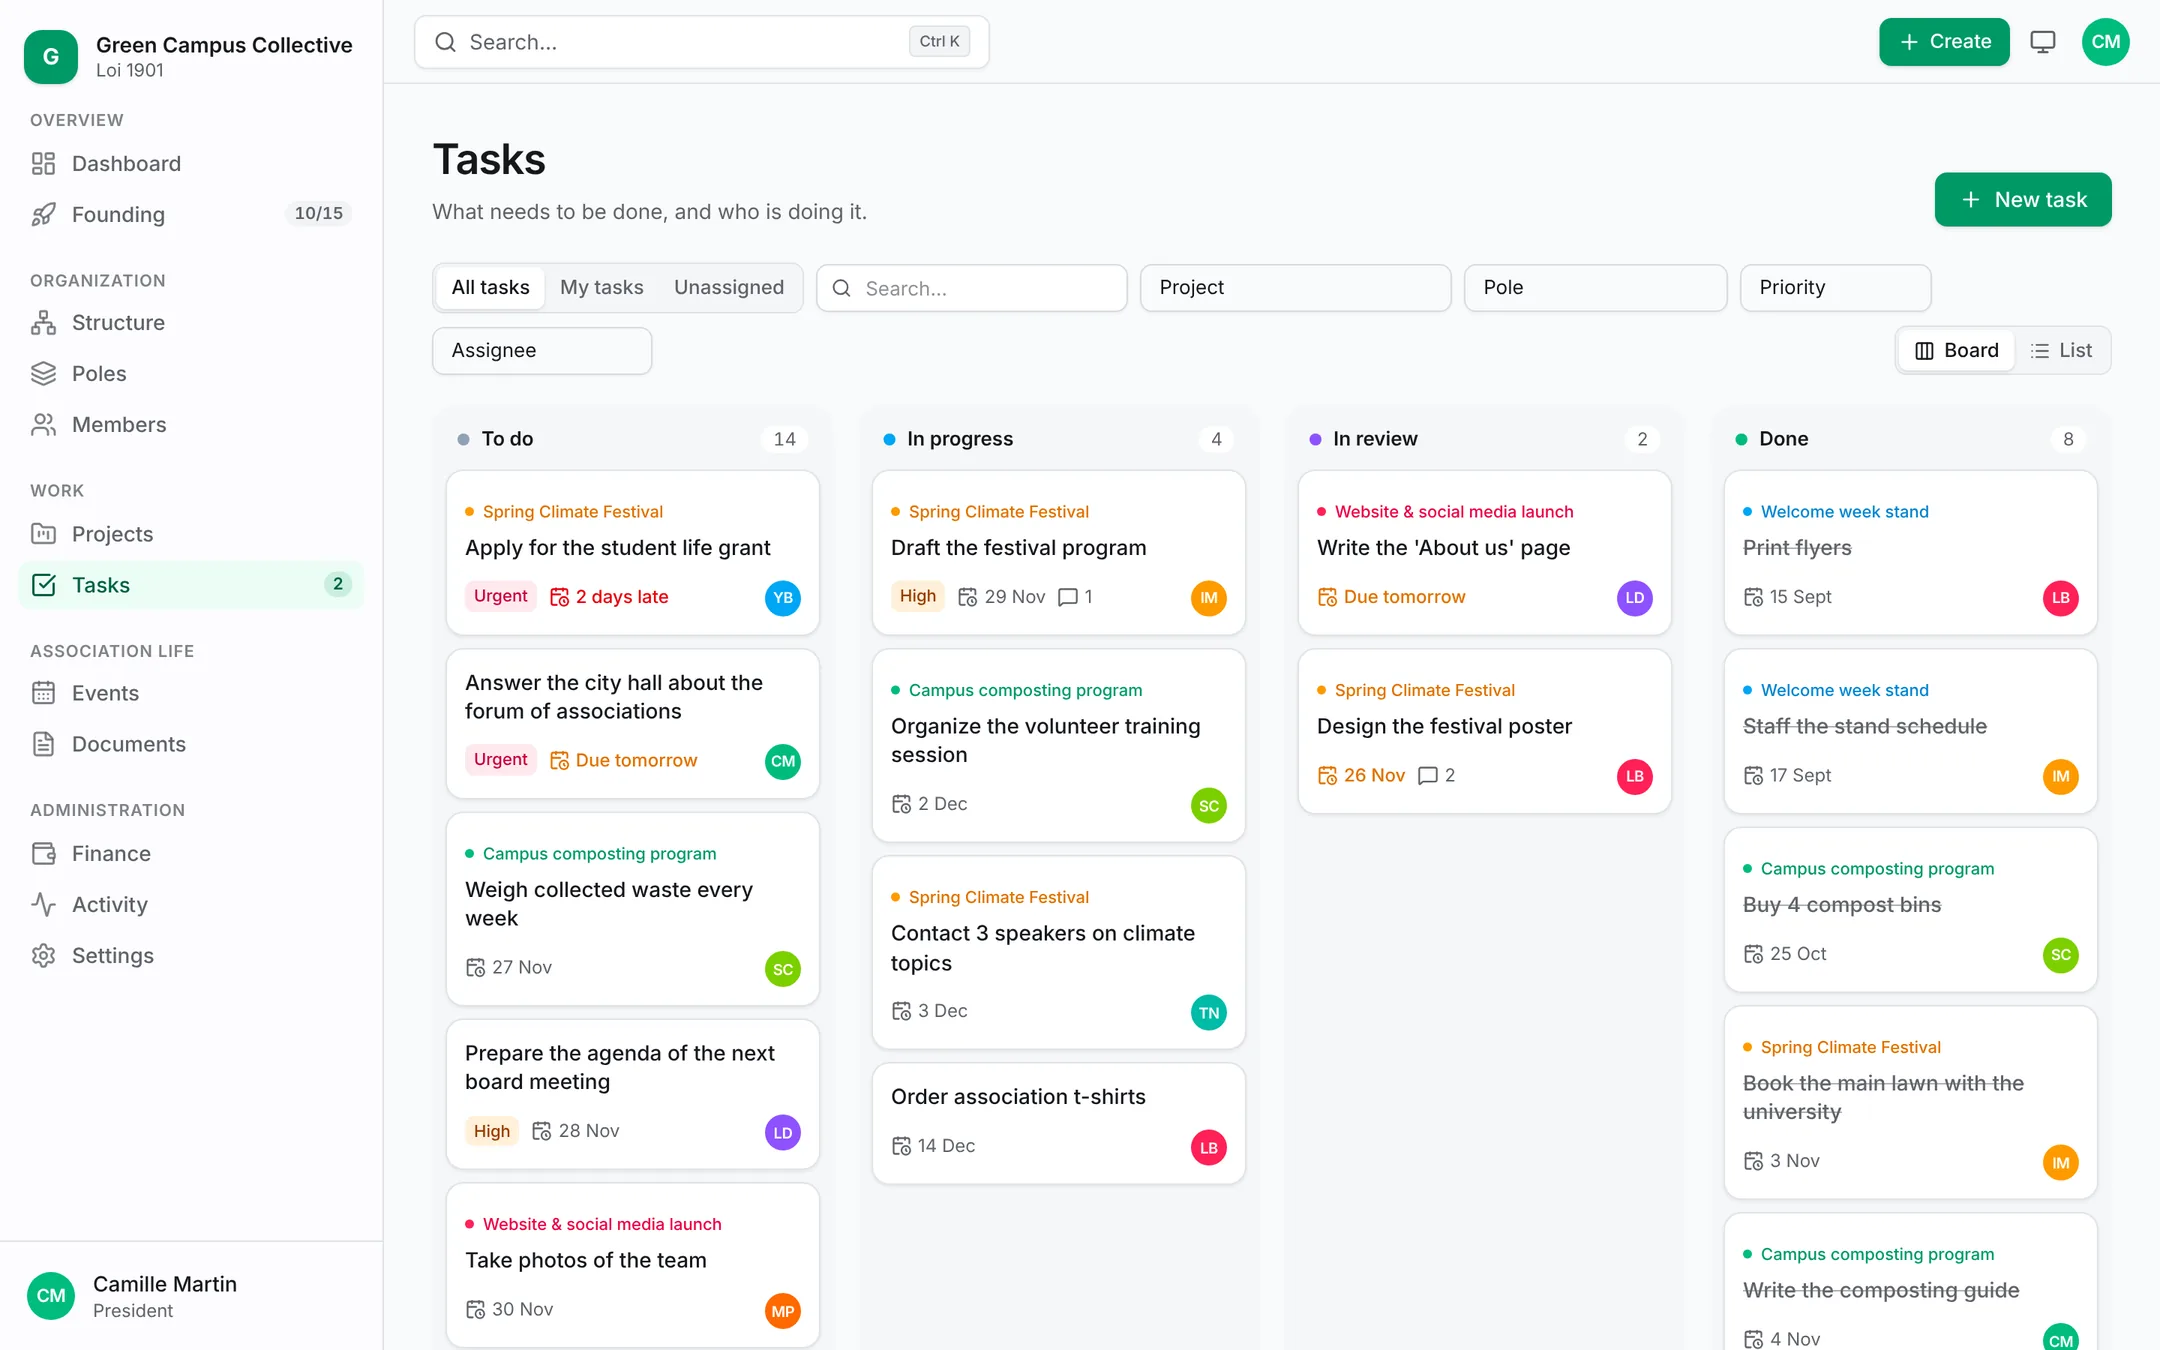 G
Green Campus Collective
Loi 1901
OVERVIEW
Dashboard
Founding
10/15
ORGANIZATION
Structure
Poles
Members
WORK
Projects
Tasks
2
ASSOCIATION LIFE
Events
Documents
ADMINISTRATION
Finance
Activity
Settings
CM
Camille Martin
President
Search...
Ctrl K
Create
CM
Tasks
What needs to be done, and who is doing it.
New task
All tasks
My tasks
Unassigned
Search...
Project
Pole
Priority
Assignee
Board
List
To do
14
Spring Climate Festival
Apply for the student life grant
Urgent
2 days late
YB
Answer the city hall about the
forum of associations
Urgent
Due tomorrow
CM
Campus composting program
Weigh collected waste every
week
27 Nov
SC
Prepare the agenda of the next
board meeting
High
28 Nov
LD
Website & social media launch
Take photos of the team
30 Nov
MP
In progress
4
Spring Climate Festival
Draft the festival program
High
29 Nov
1
IM
Campus composting program
Organize the volunteer training
session
2 Dec
SC
Spring Climate Festival
Contact 3 speakers on climate
topics
3 Dec
TN
Order association t-shirts
14 Dec
LB
In review
2
Website & social media launch
Write the 'About us' page
Due tomorrow
LD
Spring Climate Festival
Design the festival poster
26 Nov
2
LB
Done
8
Welcome week stand
Print flyers
15 Sept
LB
Welcome week stand
Staff the stand schedule
17 Sept
IM
Campus composting program
Buy 4 compost bins
25 Oct
SC
Spring Climate Festival
Book the main lawn with the
university
3 Nov
IM
Campus composting program
Write the composting guide
4 Nov
CM